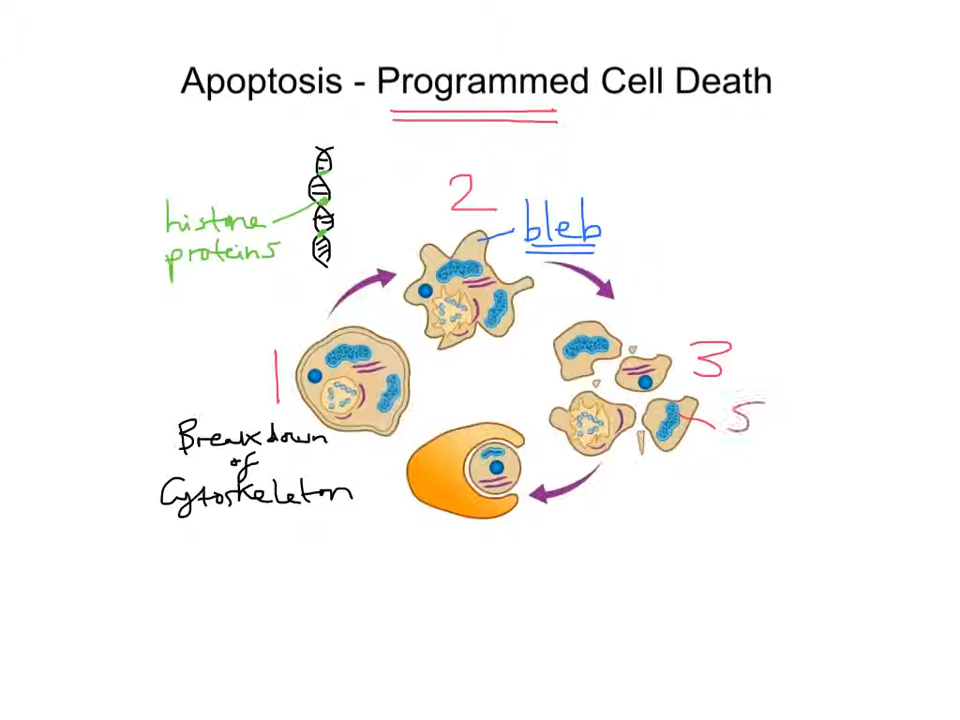 Apoptosis - Programmed Cell Death
2
bleb
histone
proteins
1
3
5
Breakdown
of
Cytoskeleton